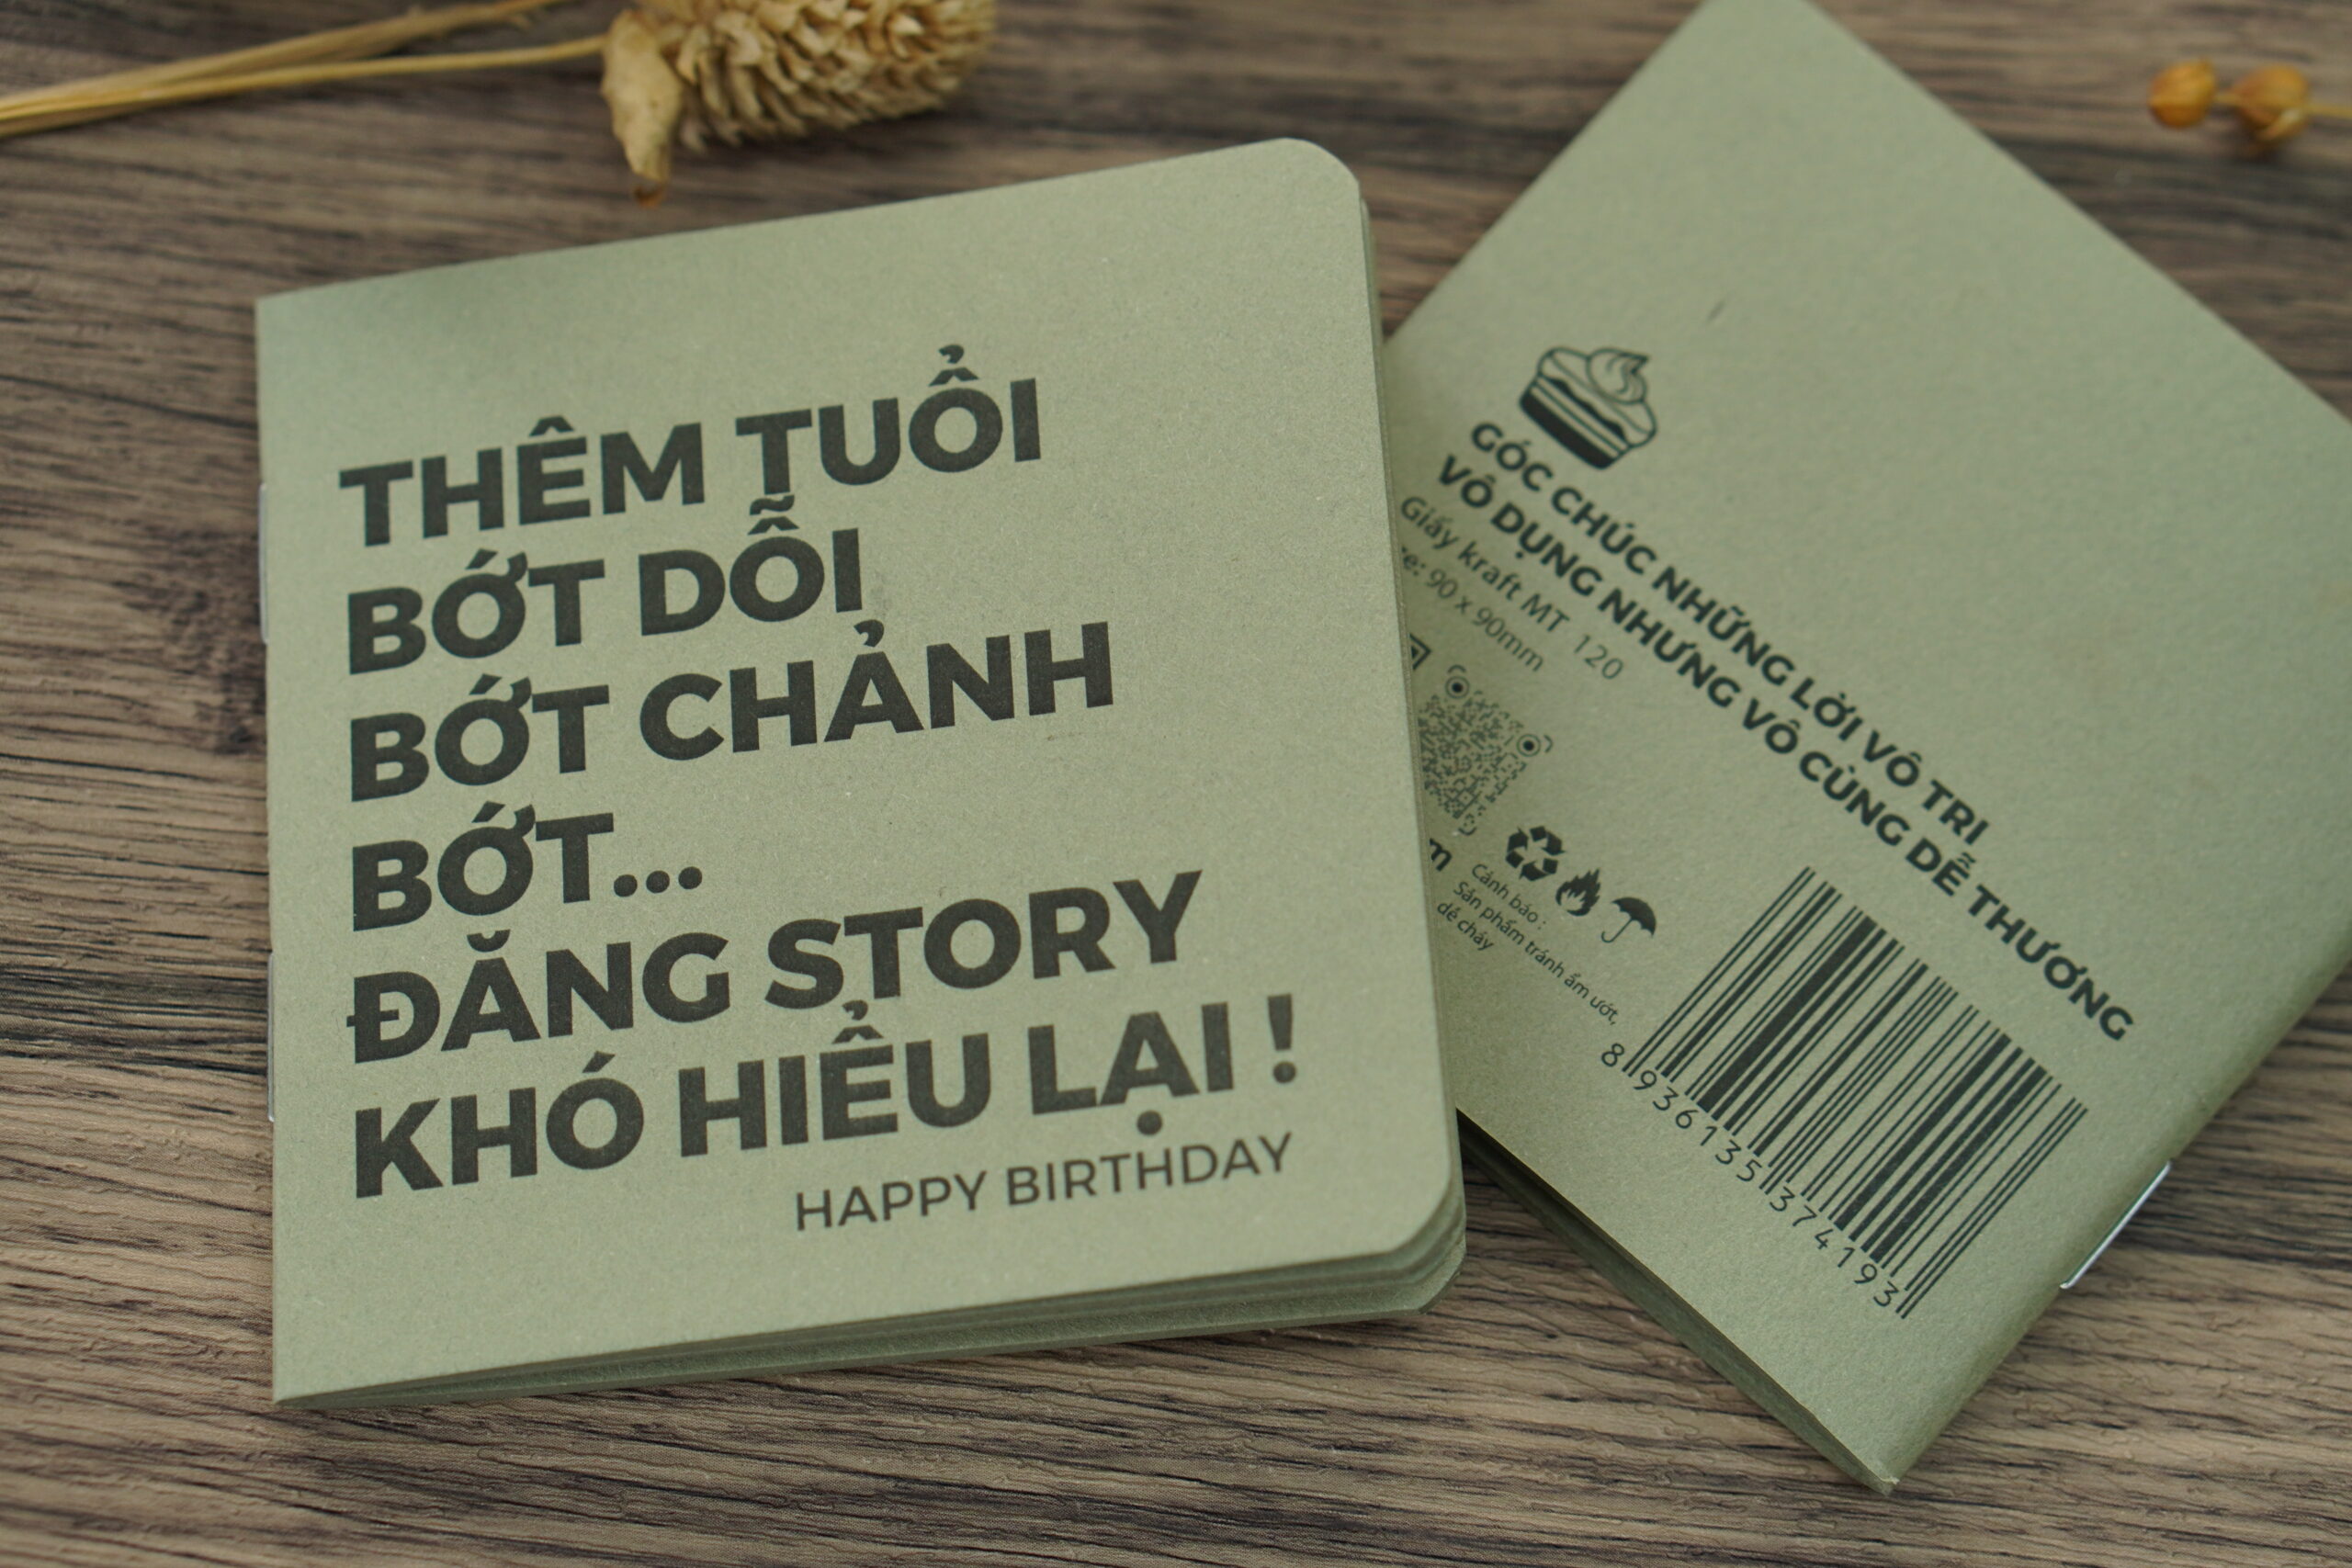 THÊM TUỔI
BỚT DỖI
BỚT CHẢNH
BỚT...
ĐĂNG STORY
KHÓ HIỂU LẠI !
HAPPY BIRTHDAY
GÓC CHÚC NHỮNG LỜI VÔ TRI
VÔ DỤNG NHƯNG VÔ CÙNG DỄ THƯƠNG
Giấy kraft MT 120
90 x 90mm
Cảnh báo :
Sản phẩm tránh ẩm ướt,
dễ cháy
8936135374193